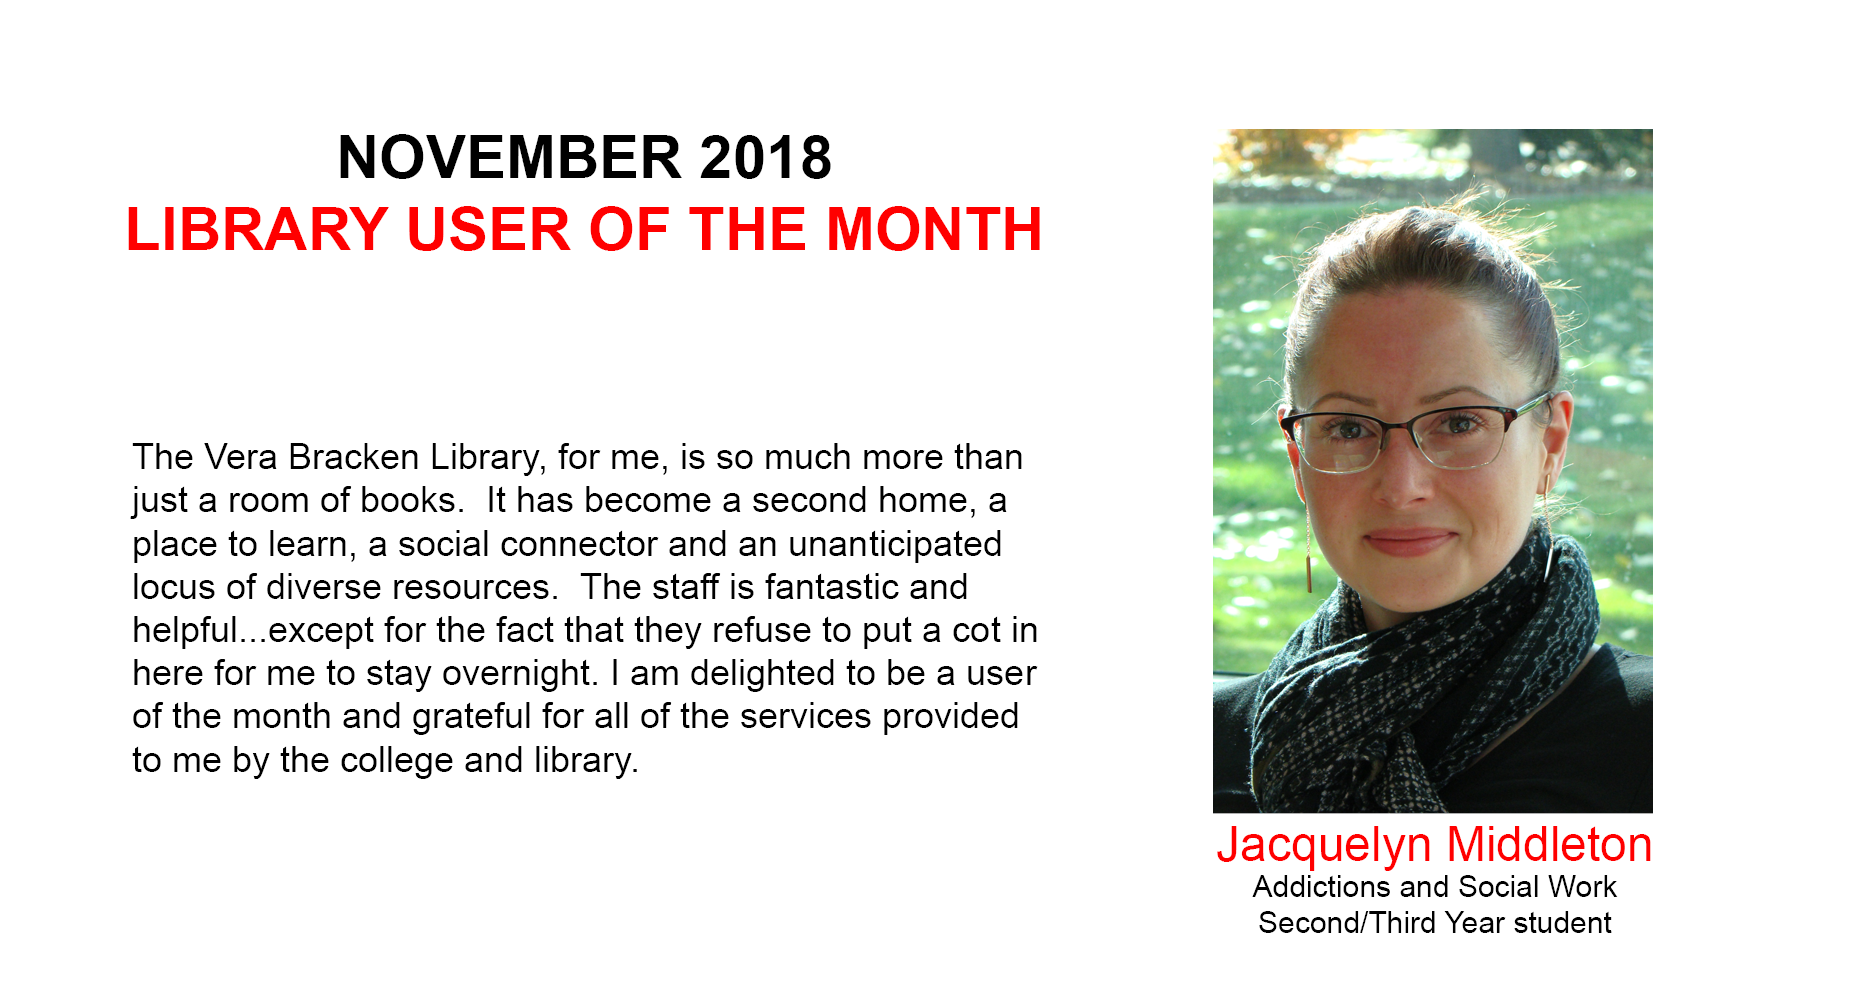 NOVEMBER 2018
LIBRARY USER OF THE MONTH
The Vera Bracken Library, for me, is so much more than
just a room of books.  It has become a second home, a
place to learn, a social connector and an unanticipated
locus of diverse resources.  The staff is fantastic and
helpful...except for the fact that they refuse to put a cot in
here for me to stay overnight. I am delighted to be a user
of the month and grateful for all of the services provided
to me by the college and library.
Jacquelyn Middleton
Addictions and Social Work
Second/Third Year student